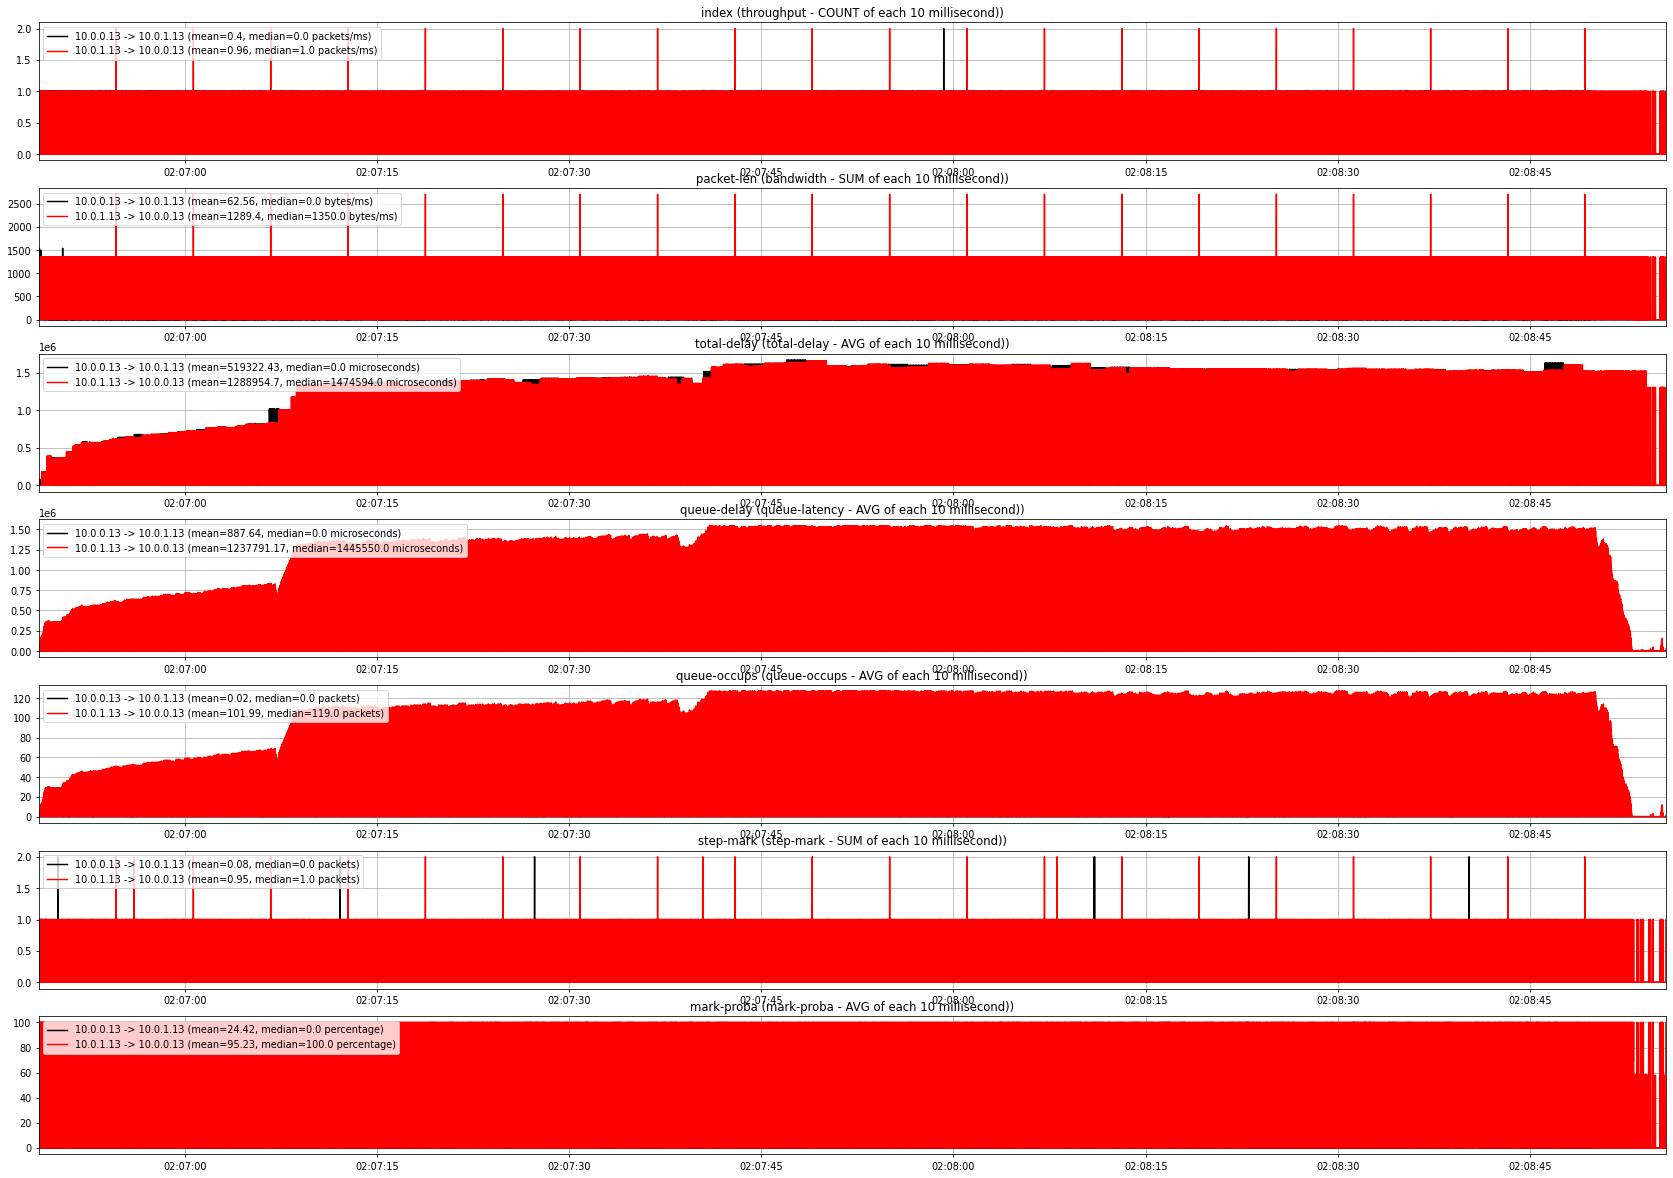 index (throughput - COUNT of each 10 millisecond))
10.0.0.13 -> 10.0.1.13 (mean=0.4, median=0.0 packets/ms)
10.0.1.13 -> 10.0.0.13 (mean=0.96, median=1.0 packets/ms)
2.0
1.5
1.0
0.5
0.0
02:07:00 02:07:15 02:07:30 02:07:45 02:08:00 02:08:15 02:08:30 02:08:45
packet-len (bandwidth - SUM of each 10 millisecond))
10.0.0.13 -> 10.0.1.13 (mean=62.56, median=0.0 bytes/ms)
10.0.1.13 -> 10.0.0.13 (mean=1289.4, median=1350.0 bytes/ms)
2500
2000
1500
1000
500
0
02:07:00 02:07:15 02:07:30 02:07:45 02:08:00 02:08:15 02:08:30 02:08:45
total-delay (total-delay - AVG of each 10 millisecond))
1e6
10.0.0.13 -> 10.0.1.13 (mean=519322.43, median=0.0 microseconds)
10.0.1.13 -> 10.0.0.13 (mean=1288954.7, median=1474594.0 microseconds)
1.5
1.0
0.5
0.0
02:07:00 02:07:15 02:07:30 02:07:45 02:08:00 02:08:15 02:08:30 02:08:45
queue-delay (queue-latency - AVG of each 10 millisecond))
1e6
10.0.0.13 -> 10.0.1.13 (mean=887.64, median=0.0 microseconds)
10.0.1.13 -> 10.0.0.13 (mean=1237791.17, median=1445550.0 microseconds)
1.50
1.25
1.00
0.75
0.50
0.25
0.00
02:07:00 02:07:15 02:07:30 02:07:45 02:08:00 02:08:15 02:08:30 02:08:45
queue-occups (queue-occups - AVG of each 10 millisecond))
10.0.0.13 -> 10.0.1.13 (mean=0.02, median=0.0 packets)
10.0.1.13 -> 10.0.0.13 (mean=101.99, median=119.0 packets)
120
100
80
60
40
20
0
02:07:00 02:07:15 02:07:30 02:07:45 02:08:00 02:08:15 02:08:30 02:08:45
step-mark (step-mark - SUM of each 10 millisecond))
10.0.0.13 -> 10.0.1.13 (mean=0.08, median=0.0 packets)
10.0.1.13 -> 10.0.0.13 (mean=0.95, median=1.0 packets)
2.0
1.5
1.0
0.5
0.0
02:07:00 02:07:15 02:07:30 02:07:45 02:08:00 02:08:15 02:08:30 02:08:45
mark-proba (mark-proba - AVG of each 10 millisecond))
10.0.0.13 -> 10.0.1.13 (mean=24.42, median=0.0 percentage)
10.0.1.13 -> 10.0.0.13 (mean=95.23, median=100.0 percentage)
100
80
60
40
20
0
02:07:00 02:07:15 02:07:30 02:07:45 02:08:00 02:08:15 02:08:30 02:08:45